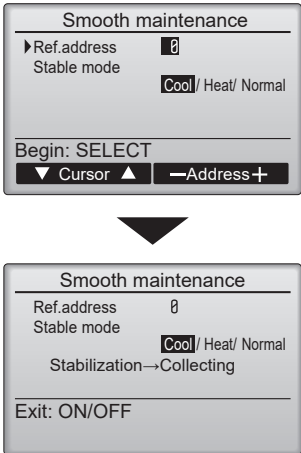 Smooth maintenance
Ref.address 0
Stable mode
Cool / Heat/ Normal
Begin: SELECT
▼ Cursor ▲ −Address+
Smooth maintenance
Ref.address 0
Stable mode
Cool / Heat/ Normal
Stabilization→Collecting
Exit: ON/OFF